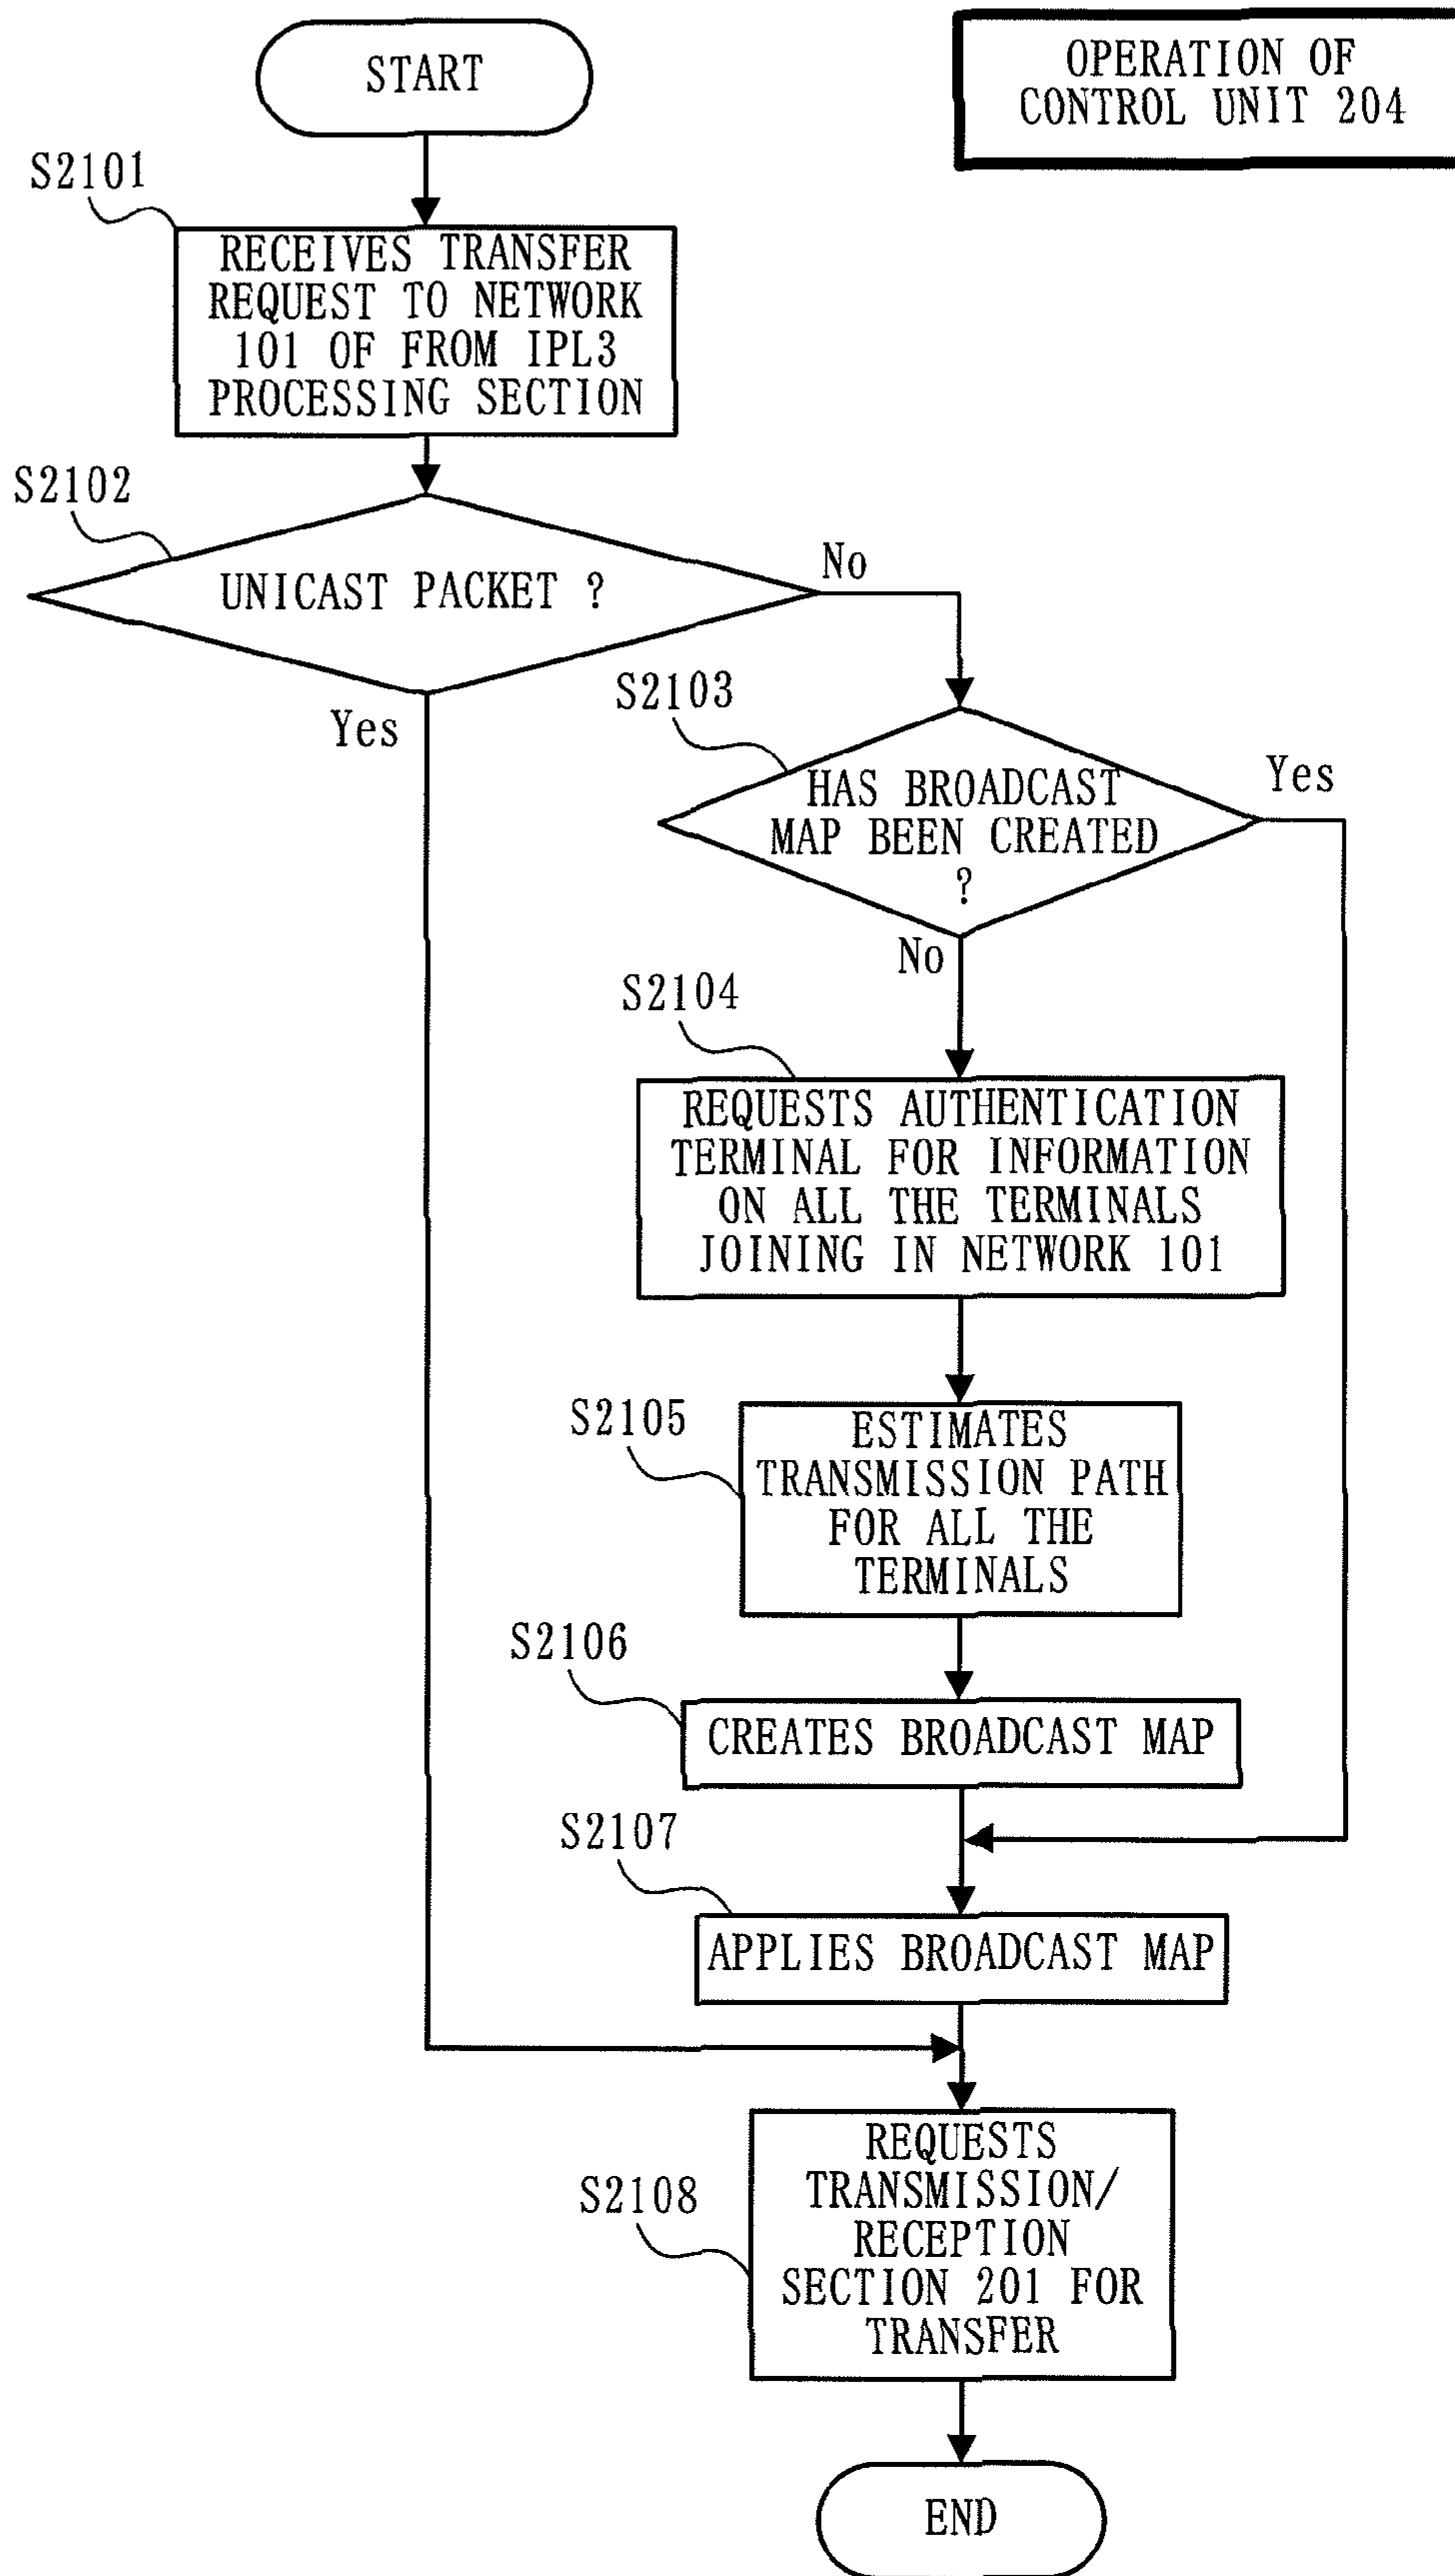 START
OPERATION OF
CONTROL UNIT 204
S2101
RECEIVES TRANSFER
REQUEST TO NETWORK
101 OF FROM IPL3
PROCESSING SECTION
S2102
UNICAST PACKET ?
No
Yes
S2103
HAS BROADCAST
MAP BEEN CREATED
?
Yes
No
S2104
REQUESTS AUTHENTICATION
TERMINAL FOR INFORMATION
ON ALL THE TERMINALS
JOINING IN NETWORK 101
S2105
ESTIMATES
TRANSMISSION PATH
FOR ALL THE
TERMINALS
S2106
CREATES BROADCAST MAP
S2107
APPLIES BROADCAST MAP
S2108
REQUESTS
TRANSMISSION/
RECEPTION
SECTION 201 FOR
TRANSFER
END